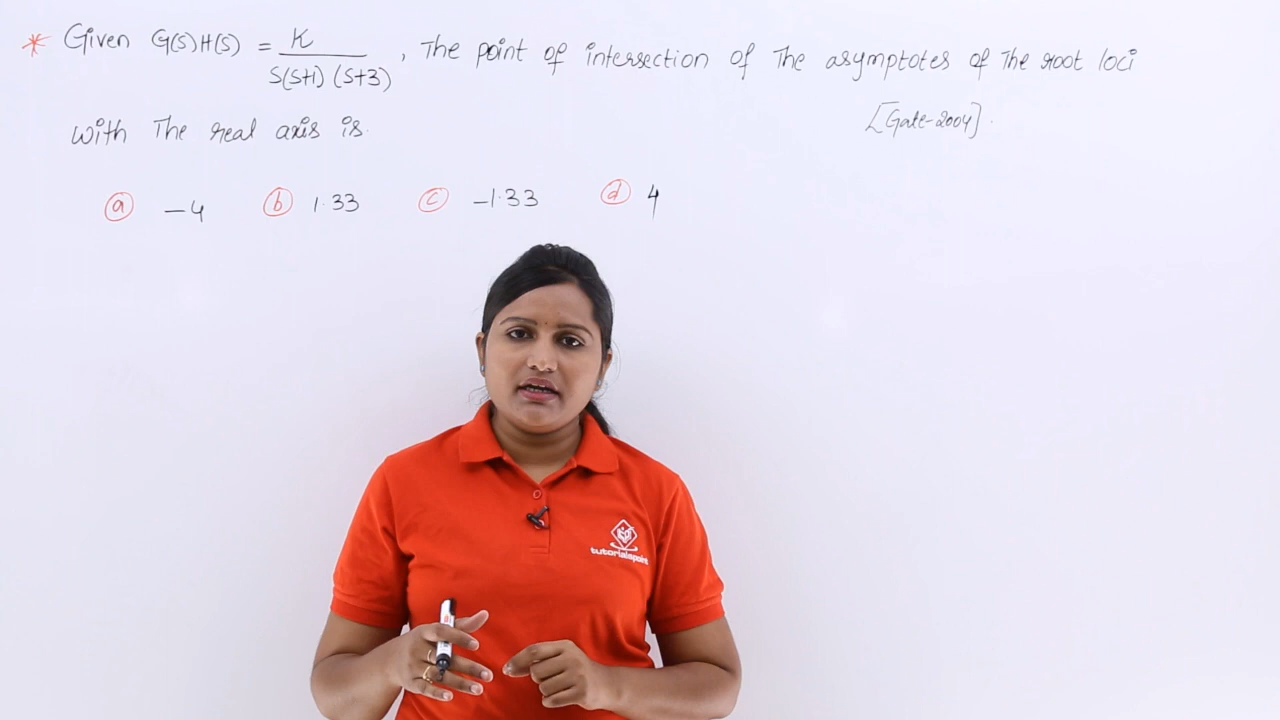 * Given G(s)H(s) = K / S(S+1)(S+3), The point of intersection of The asymptotes of The root loci
with The real axis is.
[Gate-2004].
a -4 b 1.33 c -1.33 d 4
tutorialspoint